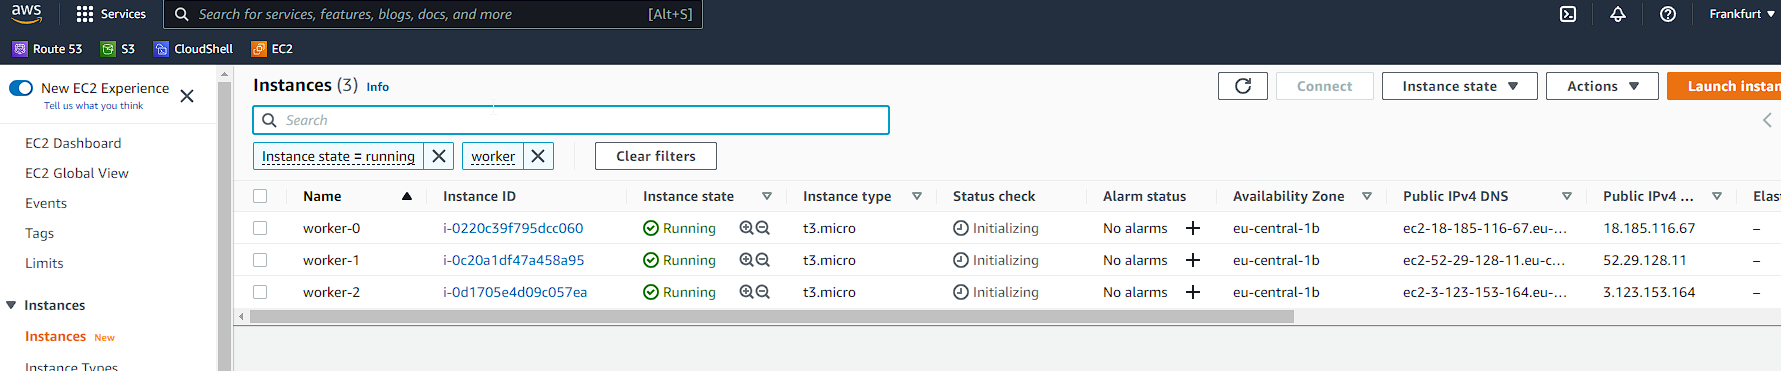 aws Services Search for services, features, blogs, docs, and more [Alt+S] Frankfurt
Route 53 S3 CloudShell EC2
New EC2 Experience
Tell us what you think
EC2 Dashboard
EC2 Global View
Events
Tags
Limits
Instances
Instances New
Instance Types
Instances (3) Info Connect Instance state Actions Launch instan
Search
Instance state = running worker Clear filters
Name Instance ID Instance state Instance type Status check Alarm status Availability Zone Public IPv4 DNS Public IPv4 ... Elas
worker-0 i-0220c39f795dcc060 Running t3.micro Initializing No alarms + eu-central-1b ec2-18-185-116-67.eu-... 18.185.116.67 –
worker-1 i-0c20a1df47a458a95 Running t3.micro Initializing No alarms + eu-central-1b ec2-52-29-128-11.eu-c... 52.29.128.11 –
worker-2 i-0d1705e4d09c057ea Running t3.micro Initializing No alarms + eu-central-1b ec2-3-123-153-164.eu-... 3.123.153.164 –